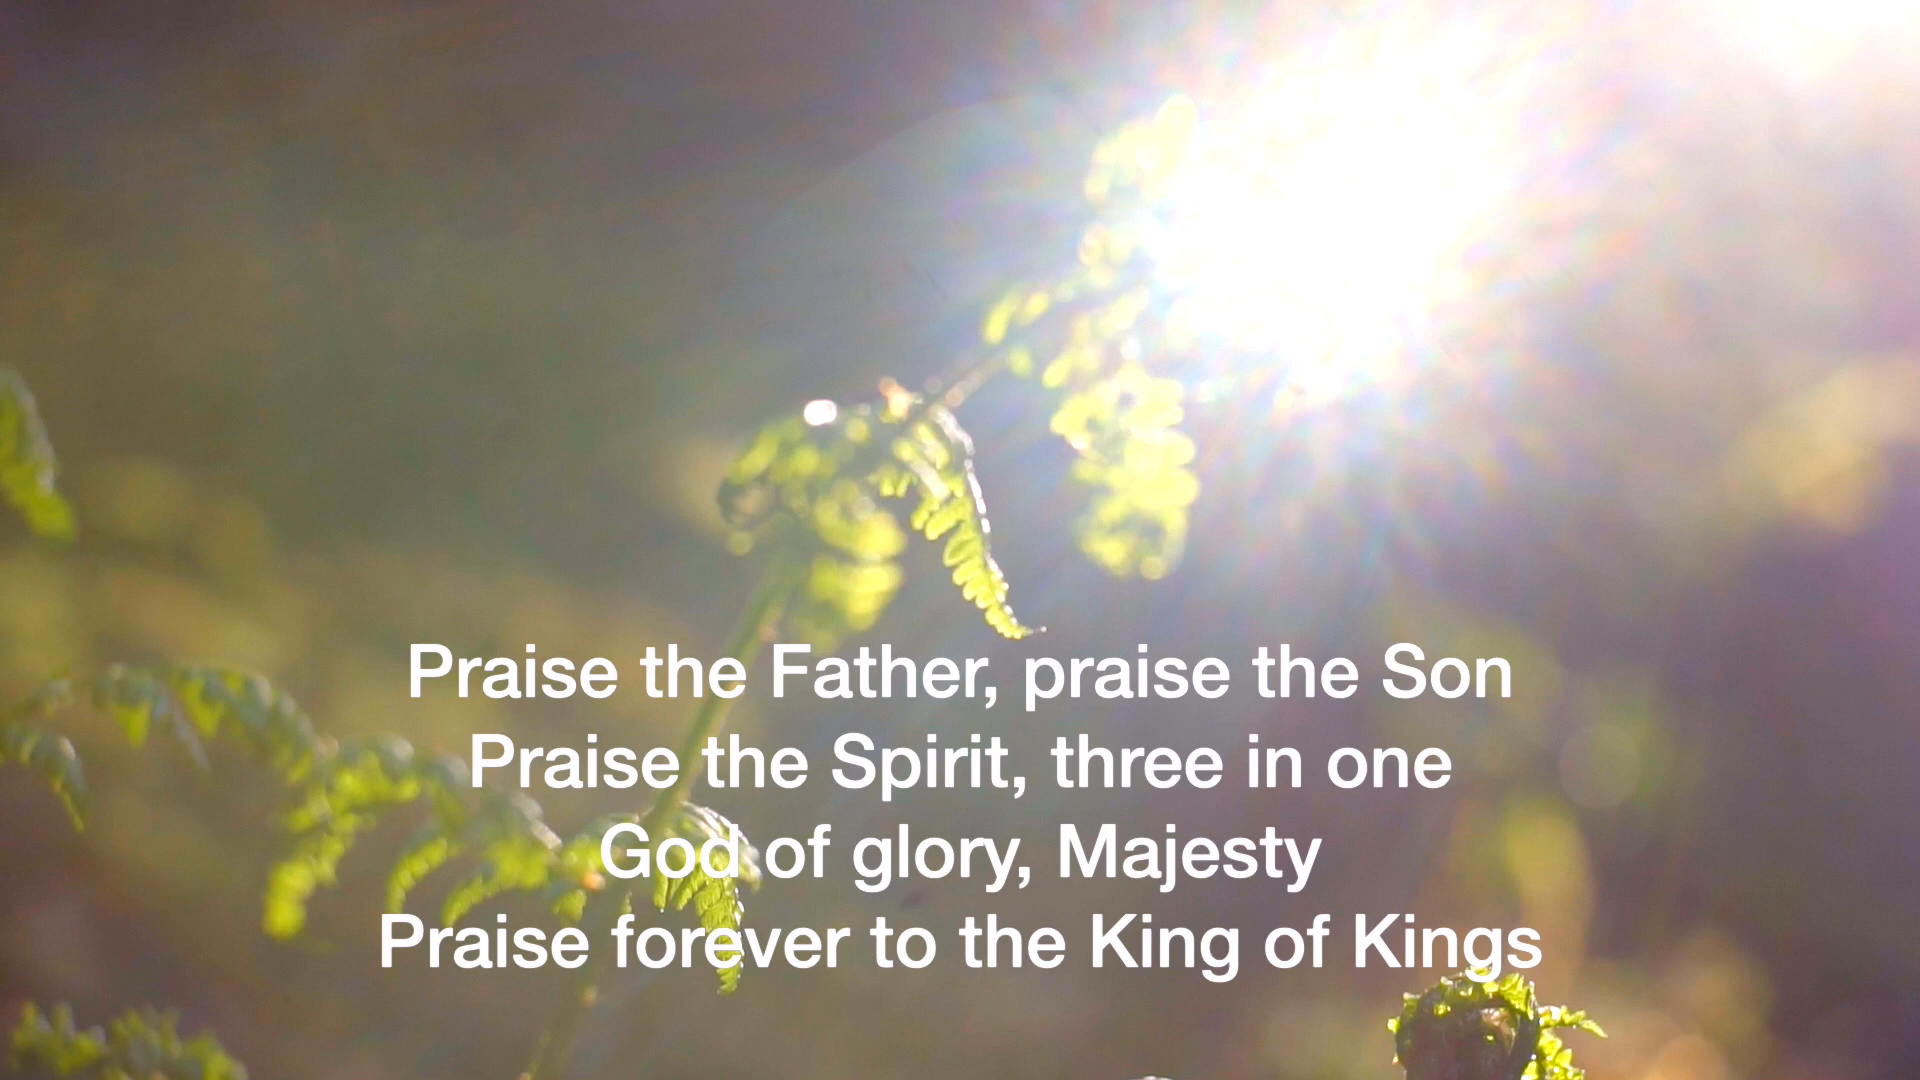 Praise the Father, praise the Son
Praise the Spirit, three in one
God of glory, Majesty
Praise forever to the King of Kings